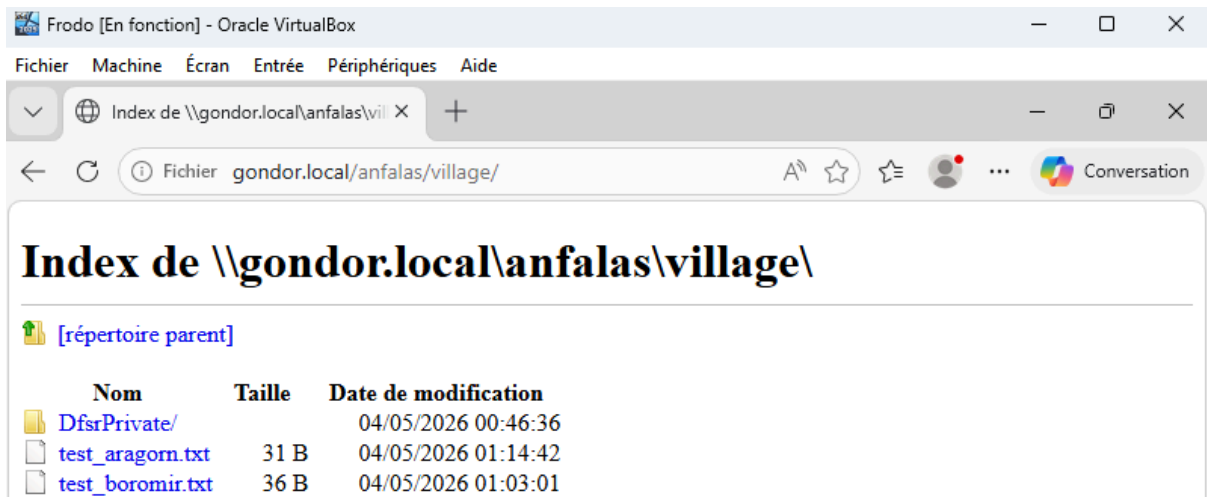 Frodo [En fonction] - Oracle VirtualBox
Fichier Machine Écran Entrée Périphériques Aide
Index de \\gondor.local\anfalas\vil
Fichier gondor.local/anfalas/village/ Conversation
Index de \\gondor.local\anfalas\village\
[répertoire parent]
Nom Taille Date de modification
DfsrPrivate/ 04/05/2026 00:46:36
test_aragorn.txt 31 B 04/05/2026 01:14:42
test_boromir.txt 36 B 04/05/2026 01:03:01